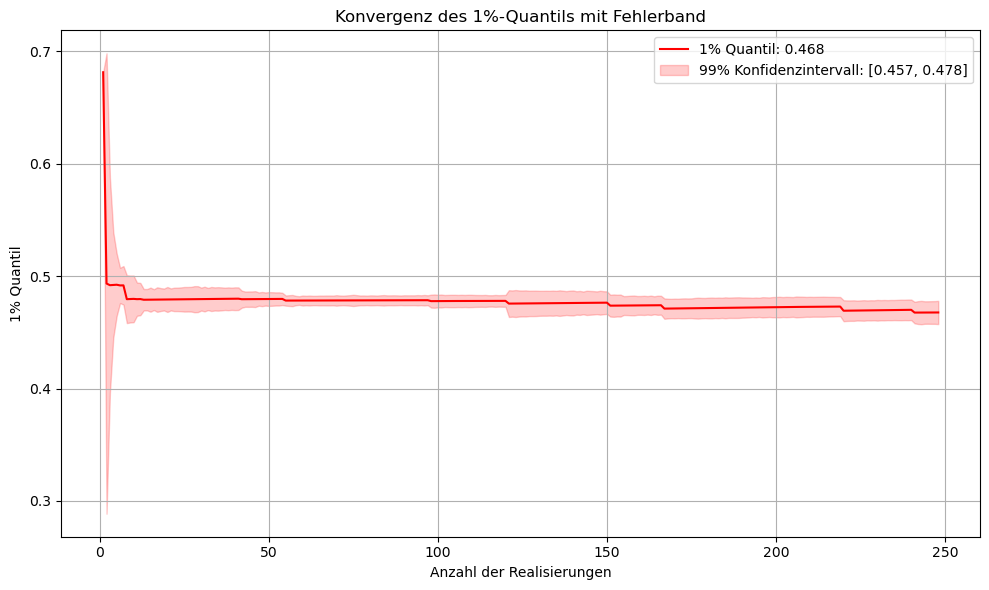 Konvergenz des 1%-Quantils mit Fehlerband
1% Quantil: 0.468
99% Konfidenzintervall: [0.457, 0.478]
0.7
0.6
0.5
0.4
0.3
1% Quantil
0
50
100
150
200
250
Anzahl der Realisierungen